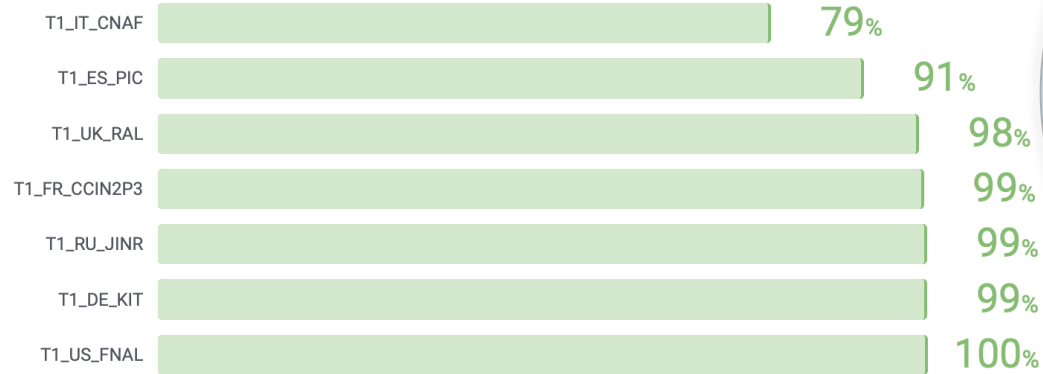 T1_IT_CNAF 79%
T1_ES_PIC 91%
T1_UK_RAL 98%
T1_FR_CCIN2P3 99%
T1_RU_JINR 99%
T1_DE_KIT 99%
T1_US_FNAL 100%